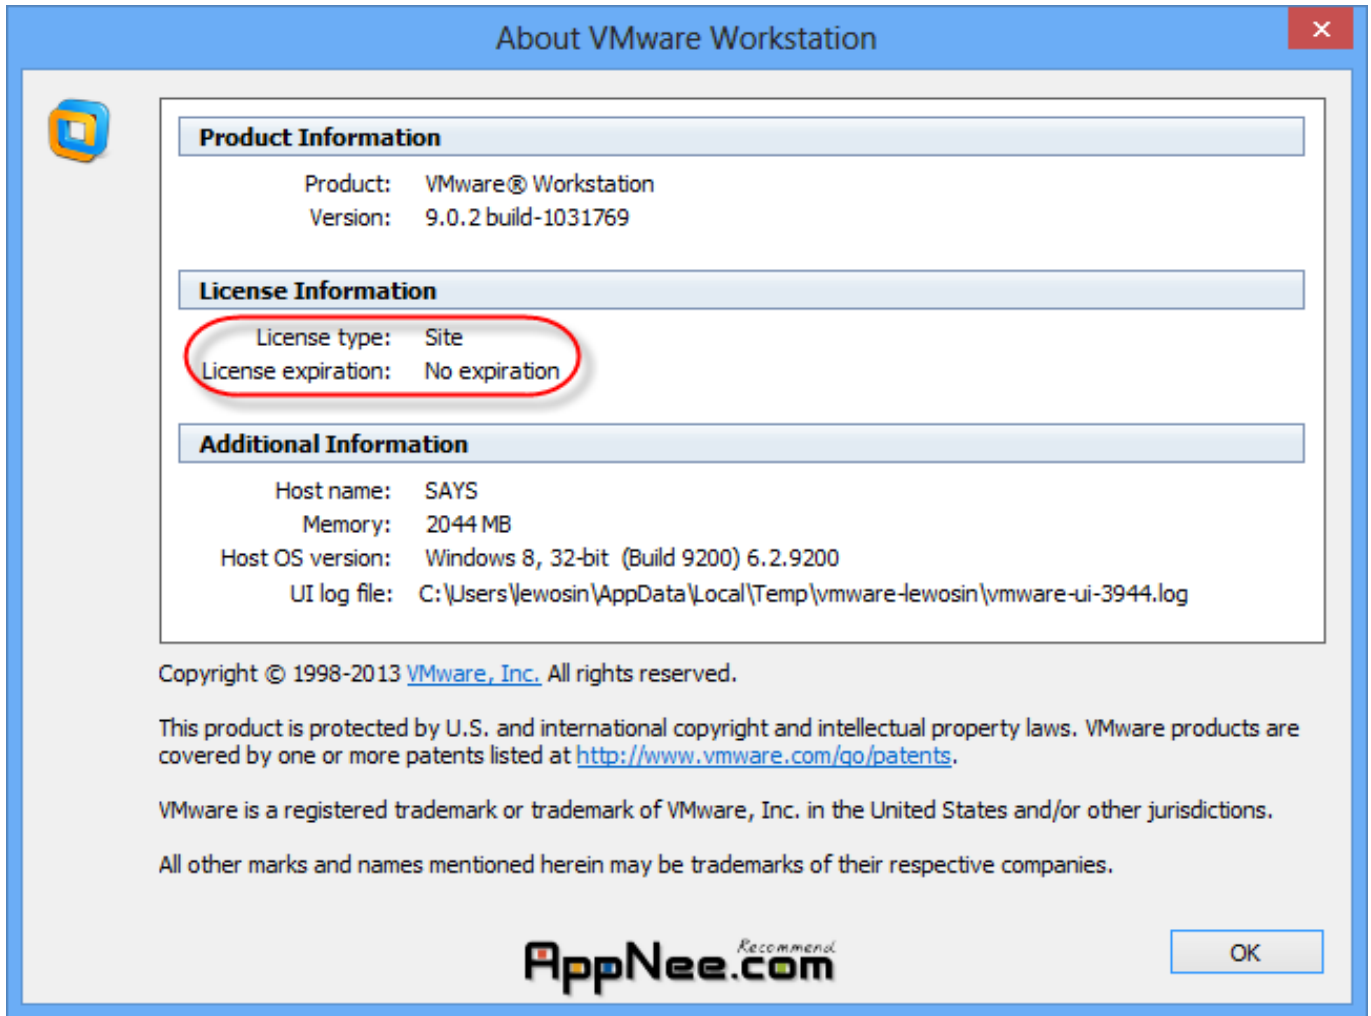 About VMware Workstation
Product Information
Product: VMware® Workstation
Version: 9.0.2 build-1031769
License Information
License type: Site
License expiration: No expiration
Additional Information
Host name: SAYS
Memory: 2044 MB
Host OS version: Windows 8, 32-bit (Build 9200) 6.2.9200
UI log file: C:\Users\lewosin\AppData\Local\Temp\vmware-lewosin\vmware-ui-3944.log
Copyright © 1998-2013 VMware, Inc. All rights reserved.
This product is protected by U.S. and international copyright and intellectual property laws. VMware products are
covered by one or more patents listed at http://www.vmware.com/go/patents.
VMware is a registered trademark or trademark of VMware, Inc. in the United States and/or other jurisdictions.
All other marks and names mentioned herein may be trademarks of their respective companies.
Recommend
AppNee.com
OK